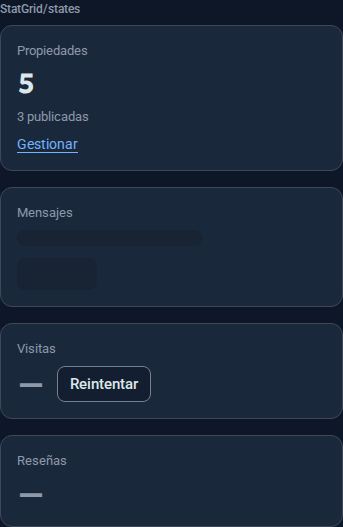 StatGrid/states
Propiedades
5
3 publicadas
Gestionar
Mensajes
Visitas
— Reintentar
Reseñas
—